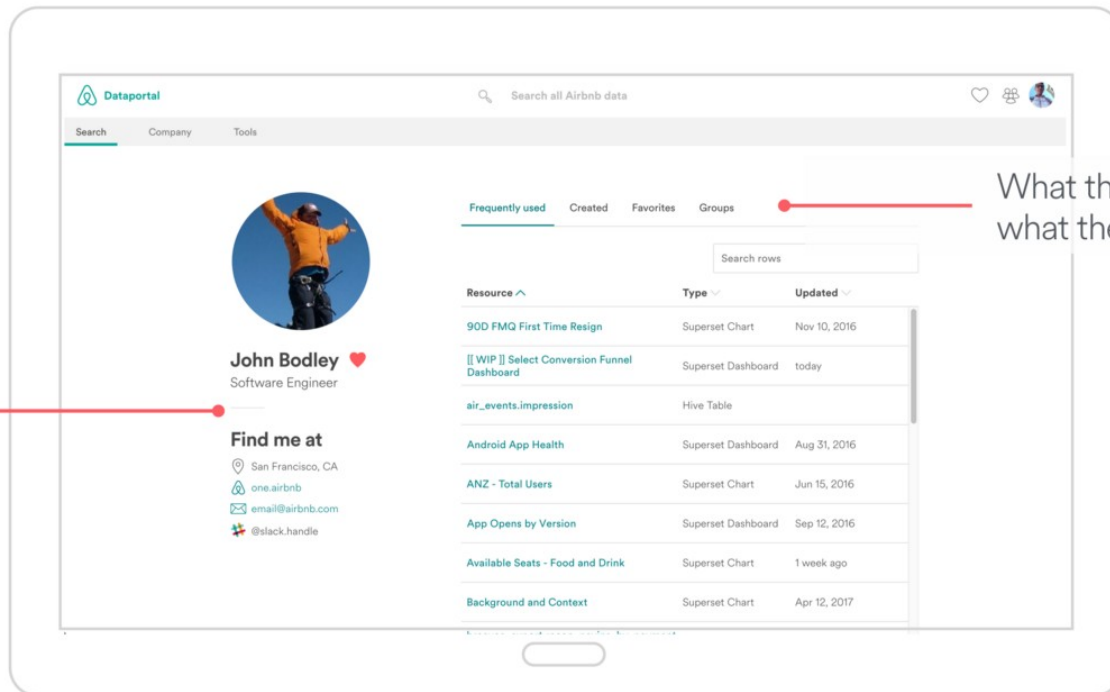 Dataportal
Search all Airbnb data
Search Company Tools
What th
what the
Frequently used Created Favorites Groups
Search rows
Resource Type Updated
90D FMQ First Time Resign Superset Chart Nov 10, 2016
[[ WIP ]] Select Conversion Funnel
Dashboard Superset Dashboard today
air_events.impression Hive Table
Android App Health Superset Dashboard Aug 31, 2016
ANZ - Total Users Superset Chart Jun 15, 2016
App Opens by Version Superset Dashboard Sep 12, 2016
Available Seats - Food and Drink Superset Chart 1 week ago
Background and Context Superset Chart Apr 12, 2017
John Bodley
Software Engineer
Find me at
San Francisco, CA
one.airbnb
email@airbnb.com
@slack.handle